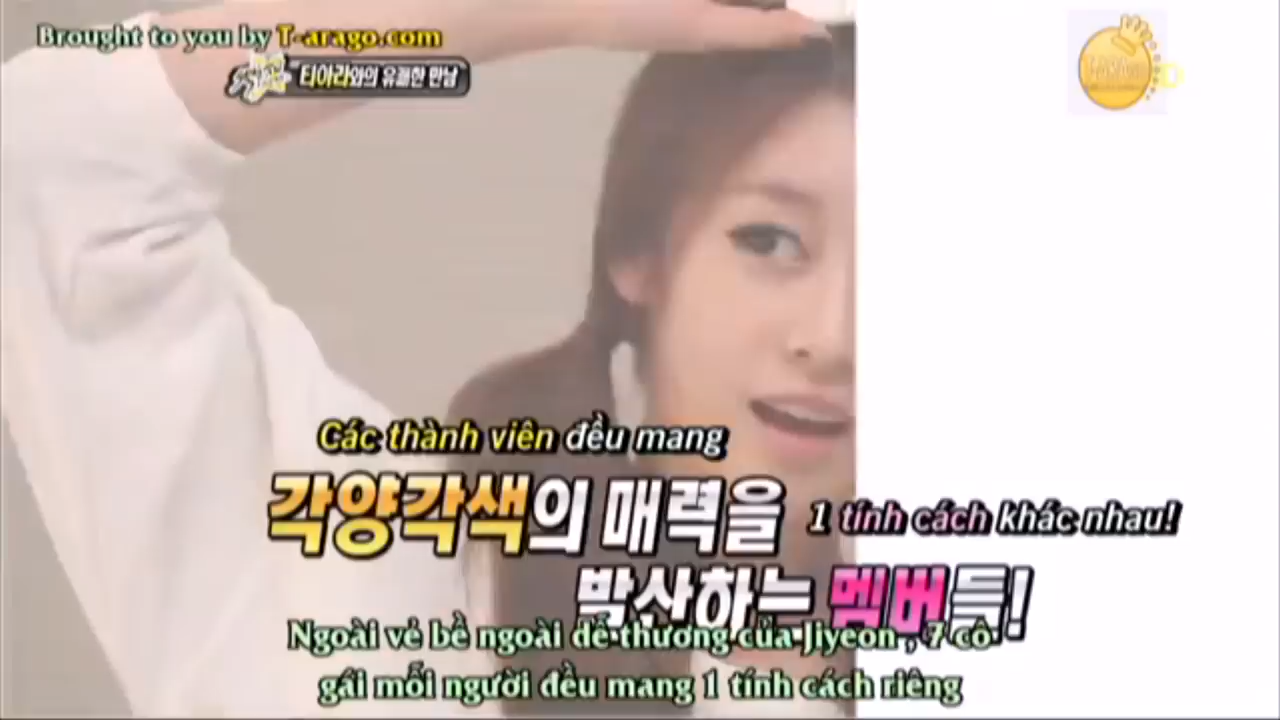 Brought to you by T-arago.com
티아라와의 유쾌한 만남
Các thành viên đều mang
각양각색의 매력을
1 tính cách khác nhau!
발산하는 멤버들!
Ngoài vẻ bề ngoài dễ thương của Jiyeon , 7 cô
gái mỗi người đều mang 1 tính cách riêng